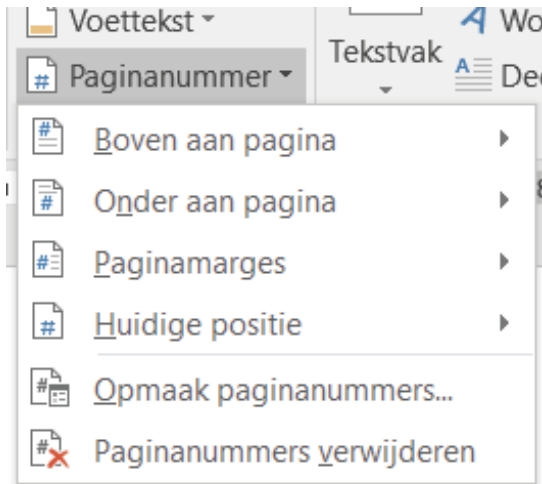 Voettekst
Wo
Paginanummer
Tekstvak
De
Boven aan pagina
Onder aan pagina
Paginamarges
Huidige positie
Opmaak paginanummers...
Paginanummers verwijderen